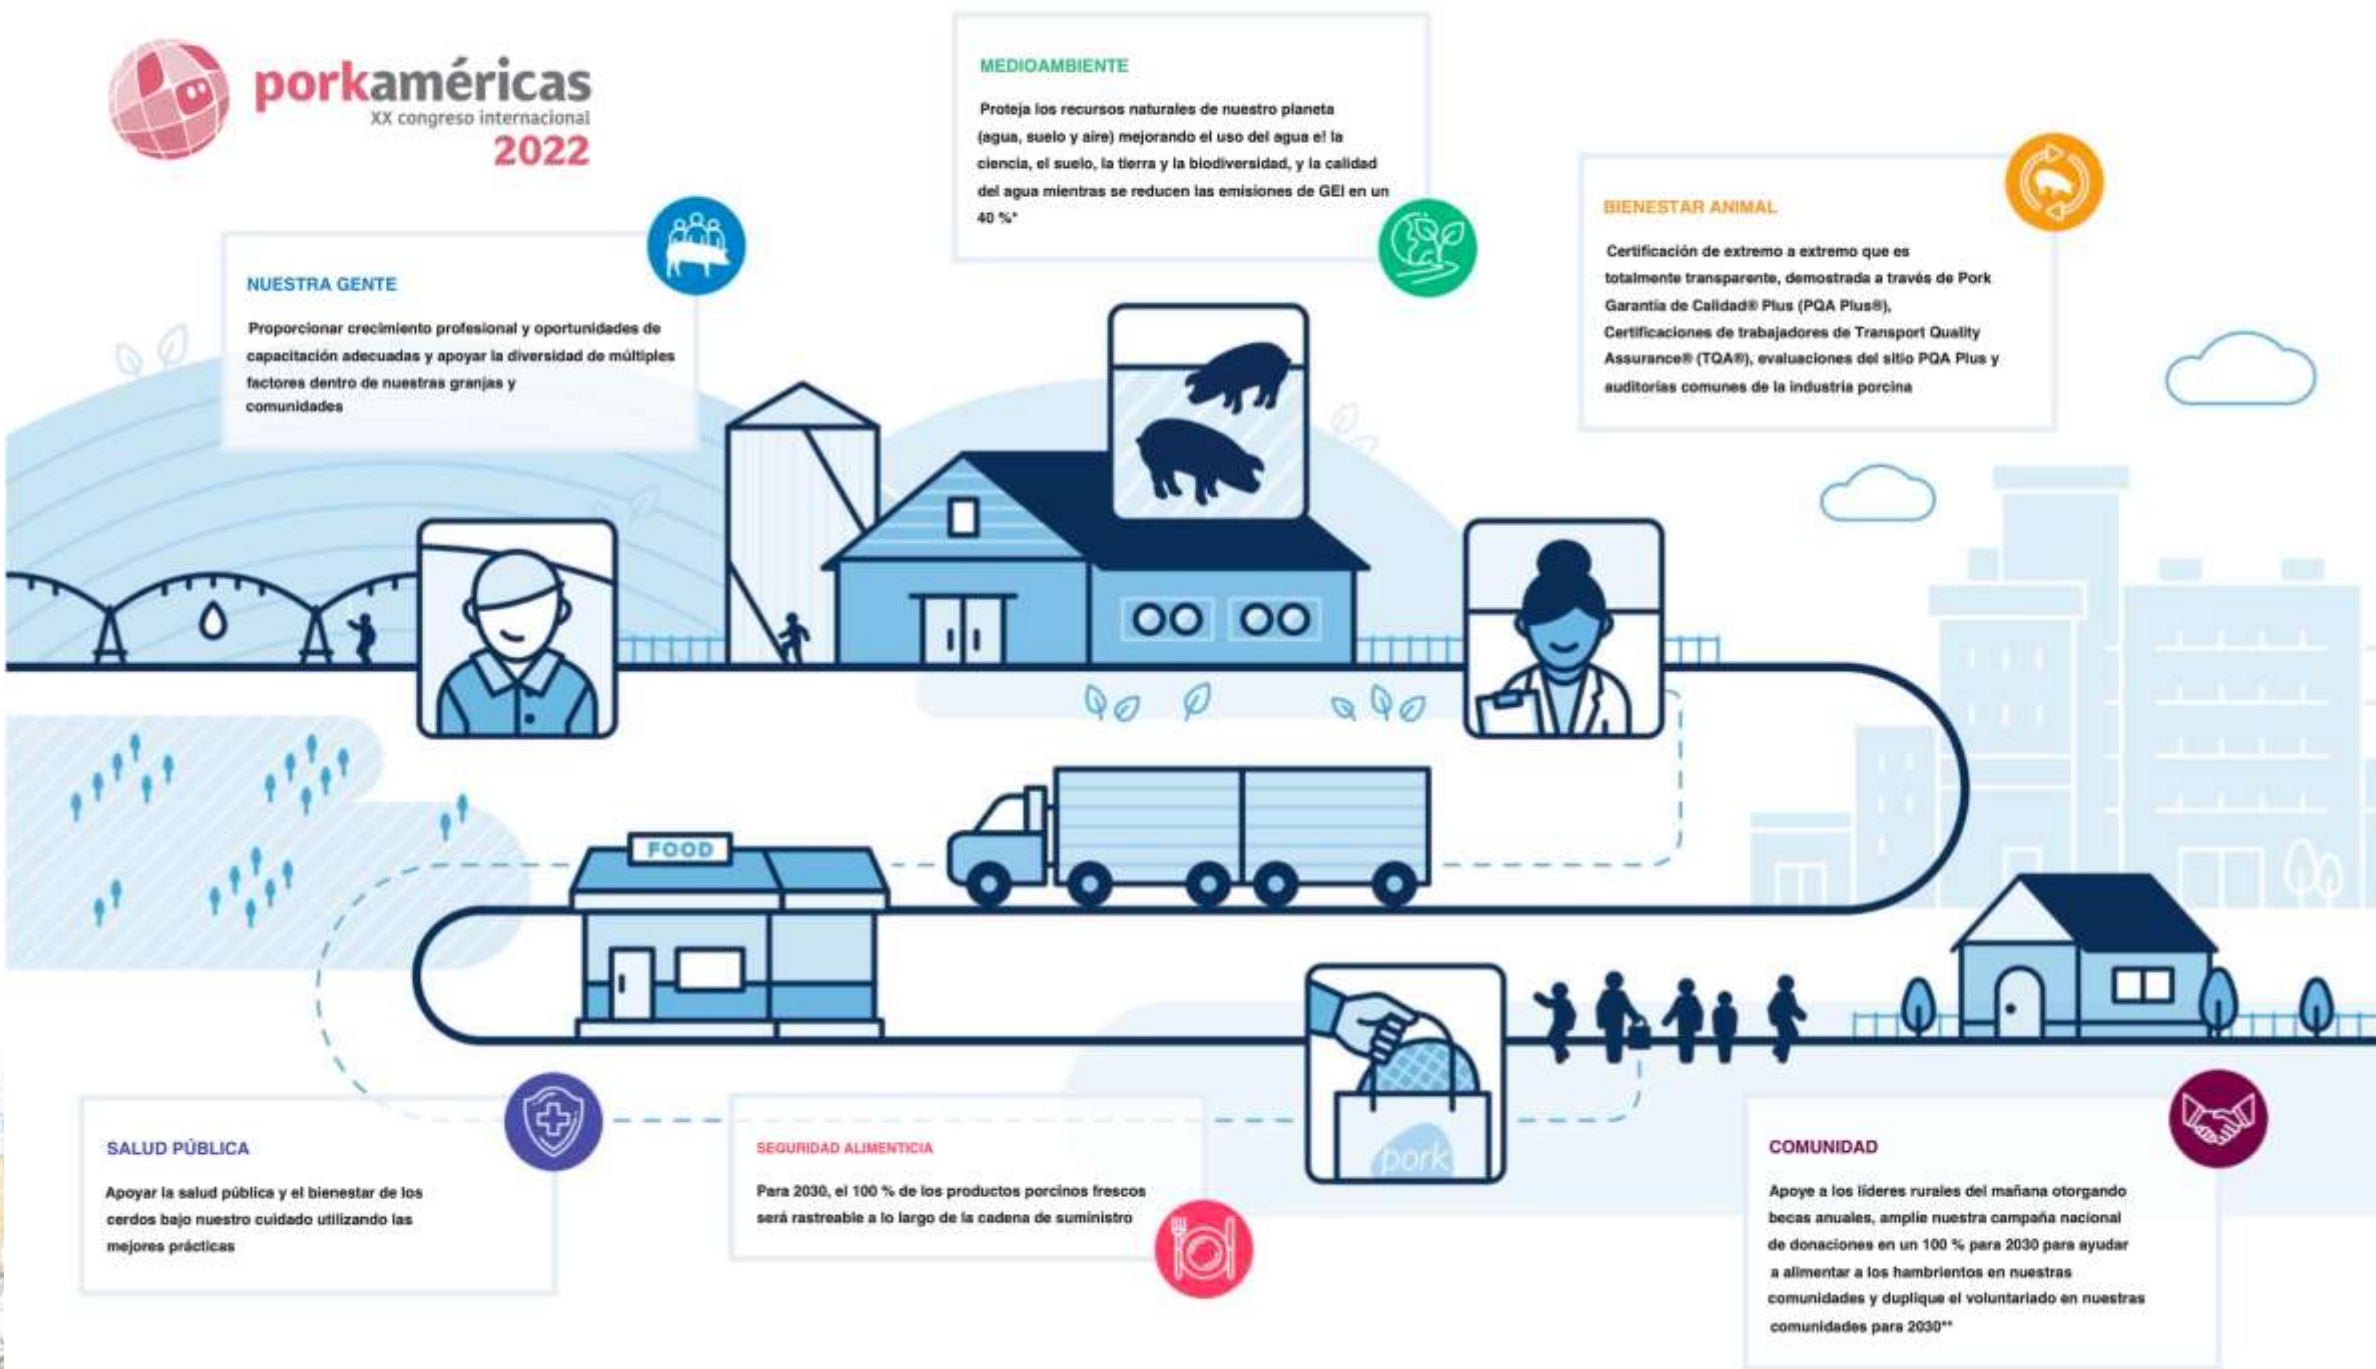 porkaméricas
XX congreso internacional
2022
MEDIOAMBIENTE
Proteja los recursos naturales de nuestro planeta
(agua, suelo y aire) mejorando el uso del agua e! la
ciencia, el suelo, la tierra y la biodiversidad, y la calidad
del agua mientras se reducen las emisiones de GEI en un
40 %*
BIENESTAR ANIMAL
Certificación de extremo a extremo que es
totalmente transparente, demostrada a través de Pork
Garantía de Calidad® Plus (PQA Plus®),
Certificaciones de trabajadores de Transport Quality
Assurance® (TQA®), evaluaciones del sitio PQA Plus y
auditorías comunes de la industria porcina
NUESTRA GENTE
Proporcionar crecimiento profesional y oportunidades de
capacitación adecuadas y apoyar la diversidad de múltiples
factores dentro de nuestras granjas y
comunidades
FOOD
pork
SALUD PÚBLICA
Apoyar la salud pública y el bienestar de los
cerdos bajo nuestro cuidado utilizando las
mejores prácticas
SEGURIDAD ALIMENTICIA
Para 2030, el 100 % de los productos porcinos frescos
será rastreable a lo largo de la cadena de suministro
COMUNIDAD
Apoye a los líderes rurales del mañana otorgando
becas anuales, amplíe nuestra campaña nacional
de donaciones en un 100 % para 2030 para ayudar
a alimentar a los hambrientos en nuestras
comunidades y duplique el voluntariado en nuestras
comunidades para 2030**